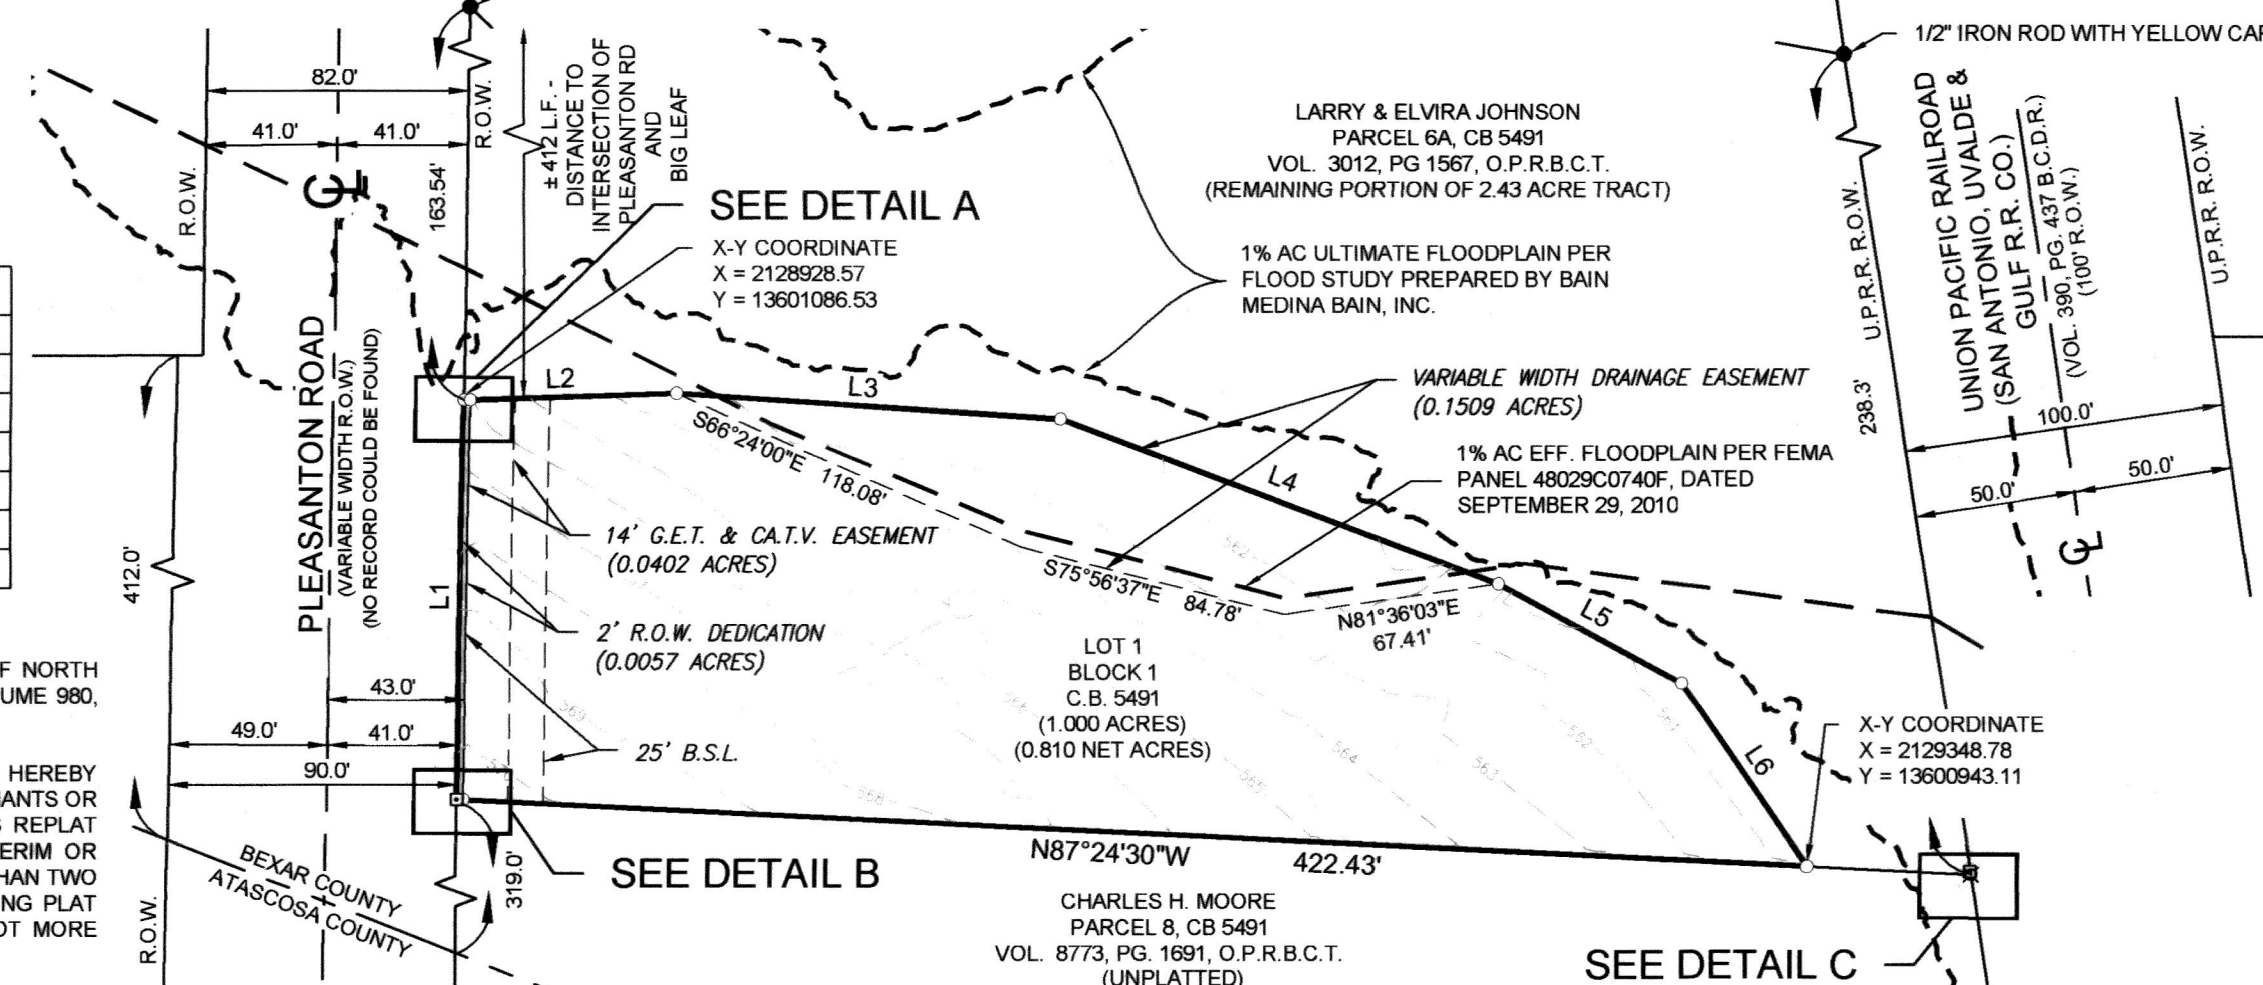 1/2" IRON ROD WITH YELLOW CAP
82.0'
41.0'
41.0'
R.O.W.
R.O.W.
163.54'
± 412 L.F. -
DISTANCE TO
INTERSECTION OF
PLEASANTON RD
AND
BIG LEAF
SEE DETAIL A
X-Y COORDINATE
X = 2128928.57
Y = 13601086.53
LARRY & ELVIRA JOHNSON
PARCEL 6A, CB 5491
VOL. 3012, PG 1567, O.P.R.B.C.T.
(REMAINING PORTION OF 2.43 ACRE TRACT)
1% AC ULTIMATE FLOODPLAIN PER
FLOOD STUDY PREPARED BY BAIN
MEDINA BAIN, INC.
U.P.R.R. R.O.W.
238.3'
UNION PACIFIC RAILROAD
(SAN ANTONIO, UVALDE &
GULF R.R. CO.)
(VOL. 390, PG. 437 B.C.D.R.)
(100' R.O.W.)
U.P.R.R. R.O.W.
100.0'
50.0'
50.0'
CL
CL
PLEASANTON ROAD
(VARIABLE WIDTH R.O.W.)
(NO RECORD COULD BE FOUND)
L2
L3
VARIABLE WIDTH DRAINAGE EASEMENT
(0.1509 ACRES)
S66°24'00"E
118.08'
L4
1% AC EFF. FLOODPLAIN PER FEMA
PANEL 48029C0740F, DATED
SEPTEMBER 29, 2010
14' G.E.T. & CA.T.V. EASEMENT
(0.0402 ACRES)
412.0'
L1
562
S75°56'37"E
84.78'
N81°36'03"E
67.41'
L5
2' R.O.W. DEDICATION
(0.0057 ACRES)
LOT 1
BLOCK 1
C.B. 5491
(1.000 ACRES)
(0.810 NET ACRES)
F NORTH
UME 980,
43.0'
49.0'
41.0'
90.0'
25' B.S.L.
569
566
561
562
564
563
565
568
L6
X-Y COORDINATE
X = 2129348.78
Y = 13600943.11
HEREBY
ANTS OR
REPLAT
ERIM OR
HAN TWO
NG PLAT
OT MORE
BEXAR COUNTY
ATASCOSA COUNTY
R.O.W.
319.0'
SEE DETAIL B
N87°24'30"W
422.43'
CHARLES H. MOORE
PARCEL 8, CB 5491
VOL. 8773, PG. 1691, O.P.R.B.C.T.
(UNPLATTED)
SEE DETAIL C